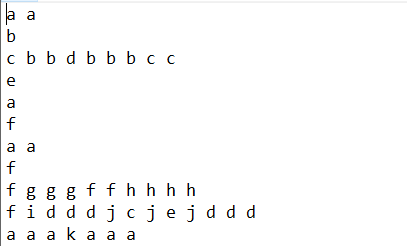 a a
b
c b b d b b b c c
e
a
f
a a
f
f g g g f f h h h h
f i d d d j c j e j d d d
a a a k a a a